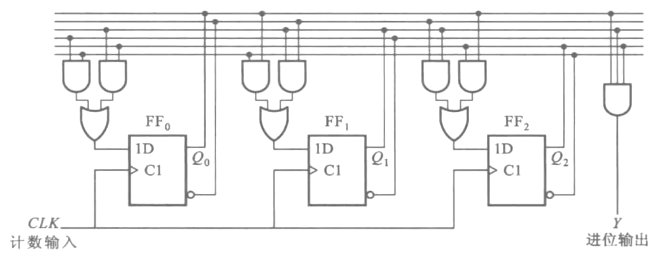 FF₀ FF₁ FF₂
1D Q₀ 1D Q₁ 1D Q₂
C1 C1 C1
CLK Y
计数输入 进位输出